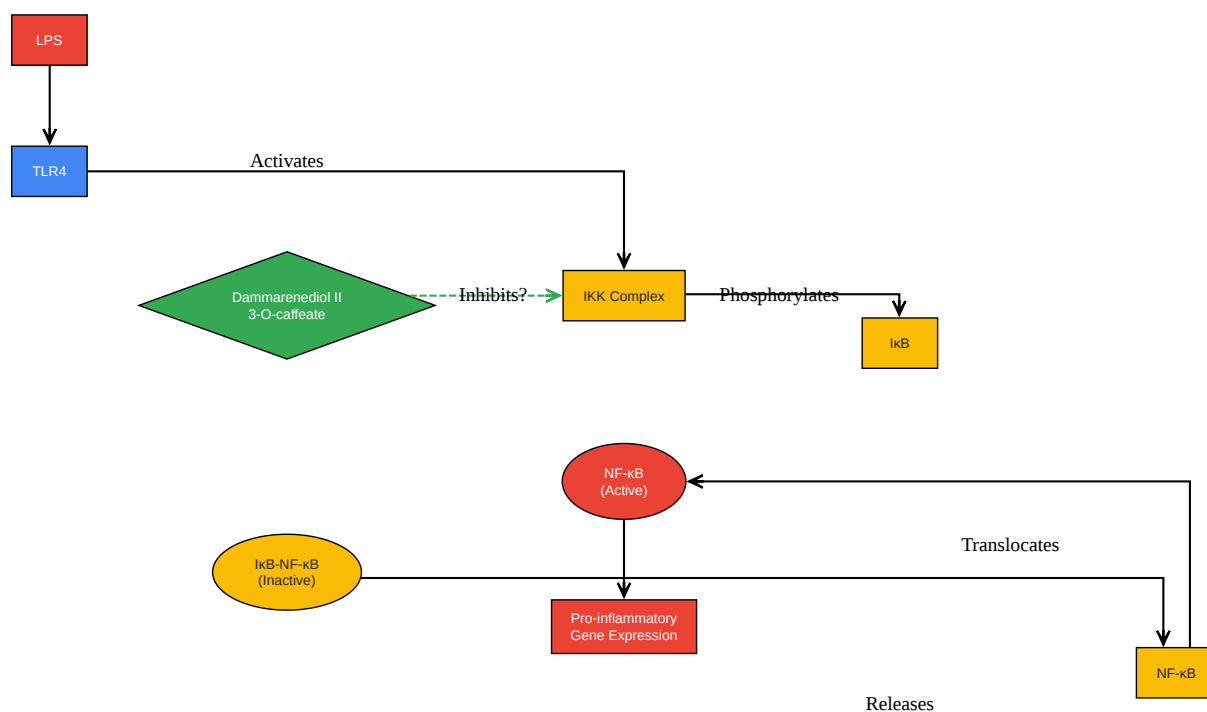 LPS
TLR4
Activates
Dammarenediol II
3-O-caffeate
Inhibits?
IKK Complex
Phosphorylates
IκB
NF-κB
(Active)
Translocates
IκB-NF-κB
(Inactive)
Pro-inflammatory
Gene Expression
NF-κB
Releases